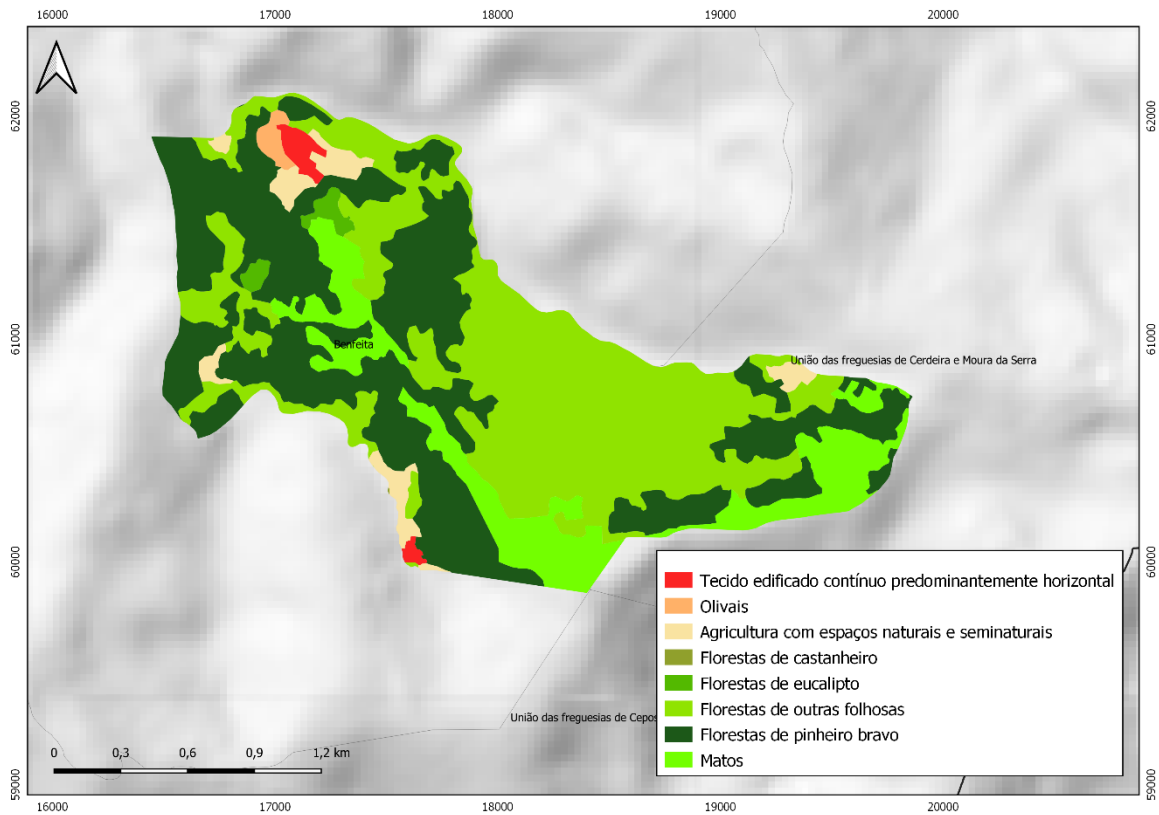 16000 17000 18000 19000 20000
62000 62000
61000 61000
Benfeita
União das freguesias de Cerdeira e Moura da Serra
60000 60000
Tecido edificado contínuo predominantemente horizontal
Olivais
Agricultura com espaços naturais e seminaturais
Florestas de castanheiro
Florestas de eucalipto
Florestas de outras folhosas
União das freguesias de Cepos
Florestas de pinheiro bravo
Matos
0 0,3 0,6 0,9 1,2 km
59000 59000
16000 17000 18000 19000 20000